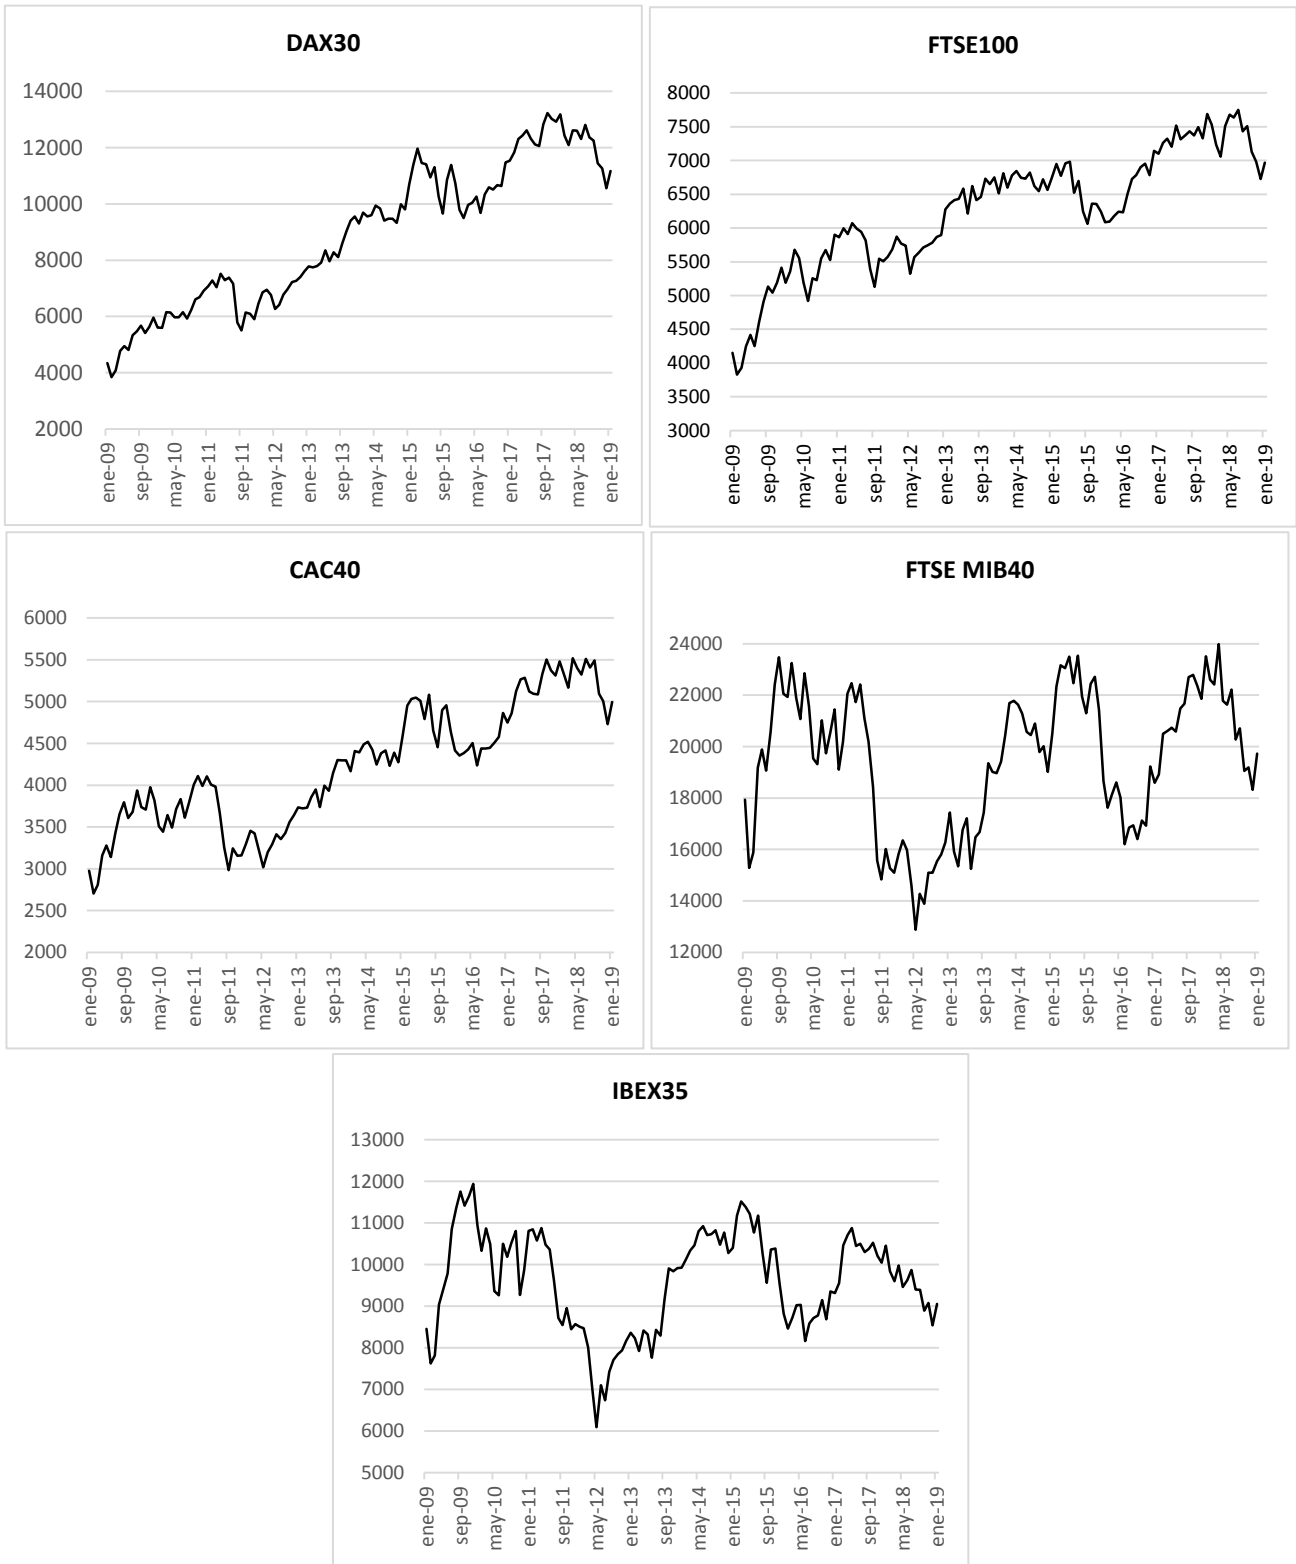 DAX30
14000
12000
10000
8000
6000
4000
2000
ene-09
sep-09
may-10
ene-11
sep-11
may-12
ene-13
sep-13
may-14
ene-15
sep-15
may-16
ene-17
sep-17
may-18
ene-19
FTSE100
8000
7500
7000
6500
6000
5500
5000
4500
4000
3500
3000
ene-09
sep-09
may-10
ene-11
sep-11
may-12
ene-13
sep-13
may-14
ene-15
sep-15
may-16
ene-17
sep-17
may-18
ene-19
CAC40
6000
5500
5000
4500
4000
3500
3000
2500
2000
ene-09
sep-09
may-10
ene-11
sep-11
may-12
ene-13
sep-13
may-14
ene-15
sep-15
may-16
ene-17
sep-17
may-18
ene-19
FTSE MIB40
24000
22000
20000
18000
16000
14000
12000
ene-09
sep-09
may-10
ene-11
sep-11
may-12
ene-13
sep-13
may-14
ene-15
sep-15
may-16
ene-17
sep-17
may-18
ene-19
IBEX35
13000
12000
11000
10000
9000
8000
7000
6000
5000
ene-09
sep-09
may-10
ene-11
sep-11
may-12
ene-13
sep-13
may-14
ene-15
sep-15
may-16
ene-17
sep-17
may-18
ene-19